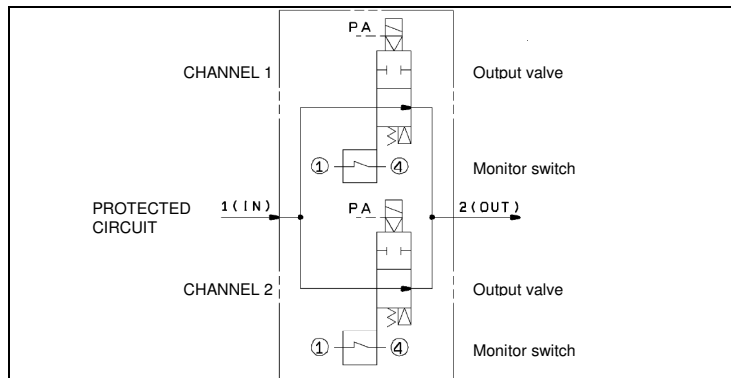 PA
CHANNEL 1
Output valve
1
4
Monitor switch
PROTECTED
CIRCUIT
1(IN)
PA
2(OUT)
CHANNEL 2
Output valve
1
4
Monitor switch